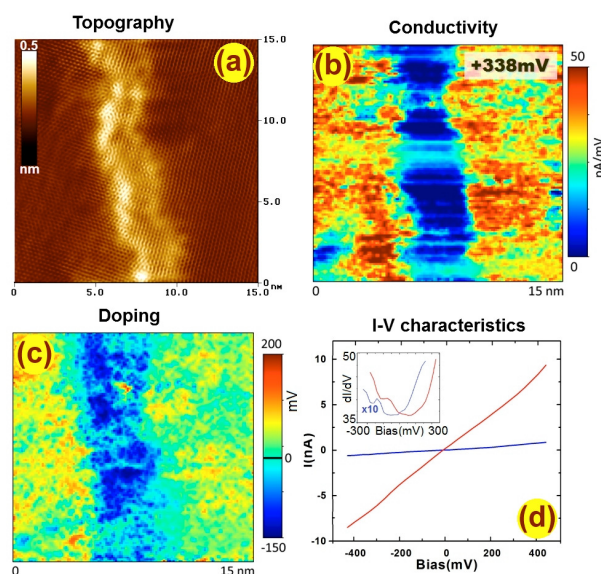 Topography
0.5
nm
(a)
15.0
10.0
5.0
0
0
5.0
10.0
15.0
nm
Conductivity
(b)
+338mV
50
pA/mV
0
0
15 nm
Doping
(c)
200
mV
0
-150
0
15 nm
I-V characteristics
10
5
0
-5
-10
I(nA)
50
35
dI/dV
x10
-300
Bias(mV)
300
-400
-200
0
200
400
Bias(mV)
(d)